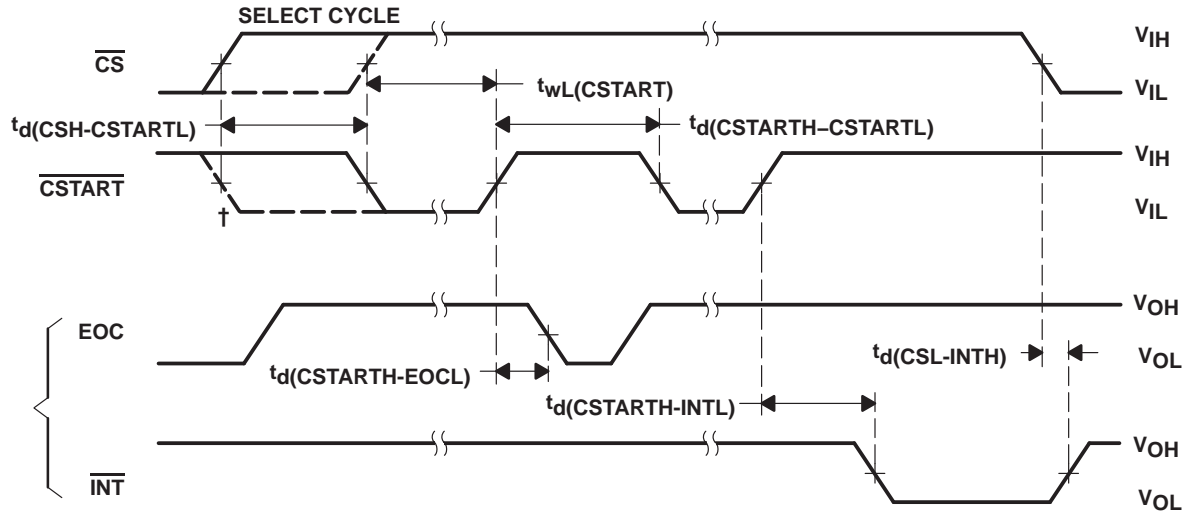 SELECT CYCLE
CS
VIH
VIL
twL(CSTART)
td(CSH-CSTARTL)
td(CSTARTH–CSTARTL)
CSTART
VIH
VIL
†
EOC
VOH
VOL
td(CSL-INTH)
td(CSTARTH-EOCL)
td(CSTARTH-INTL)
INT
VOH
VOL